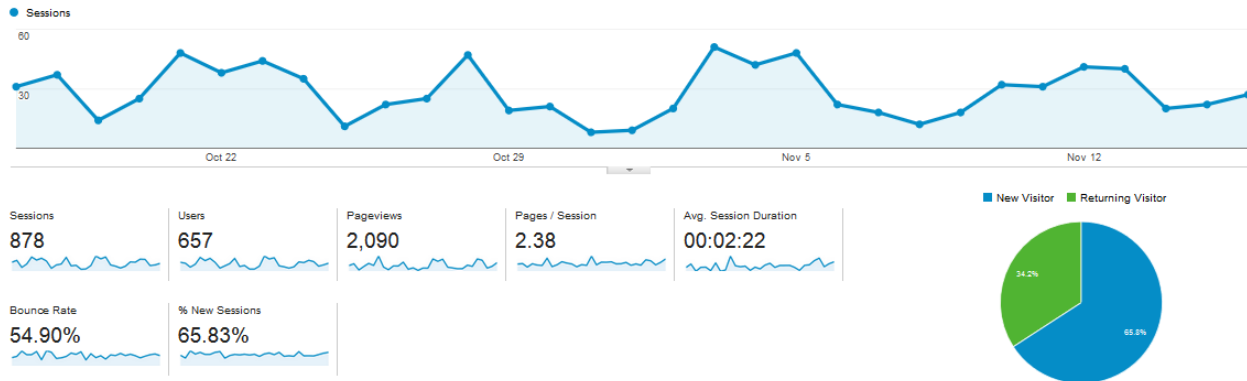 Sessions
60
30
Oct 22 Oct 29 Nov 5 Nov 12
New Visitor Returning Visitor
Sessions Users Pageviews Pages / Session Avg. Session Duration
878 657 2,090 2.38 00:02:22
34.2%
65.8%
Bounce Rate % New Sessions
54.90% 65.83%